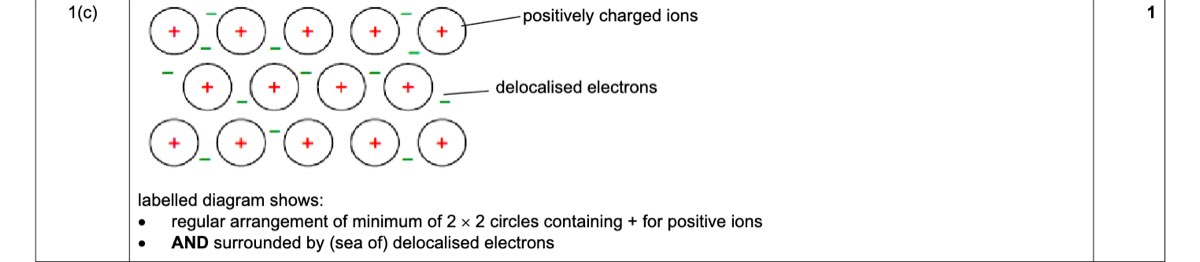 1(c)
1
− −
+ + + + + positively charged ions
− − −
− − −
+ + + + delocalised electrons
− −
−
+ + + + +
− −
labelled diagram shows:
• regular arrangement of minimum of 2 × 2 circles containing + for positive ions
• AND surrounded by (sea of) delocalised electrons